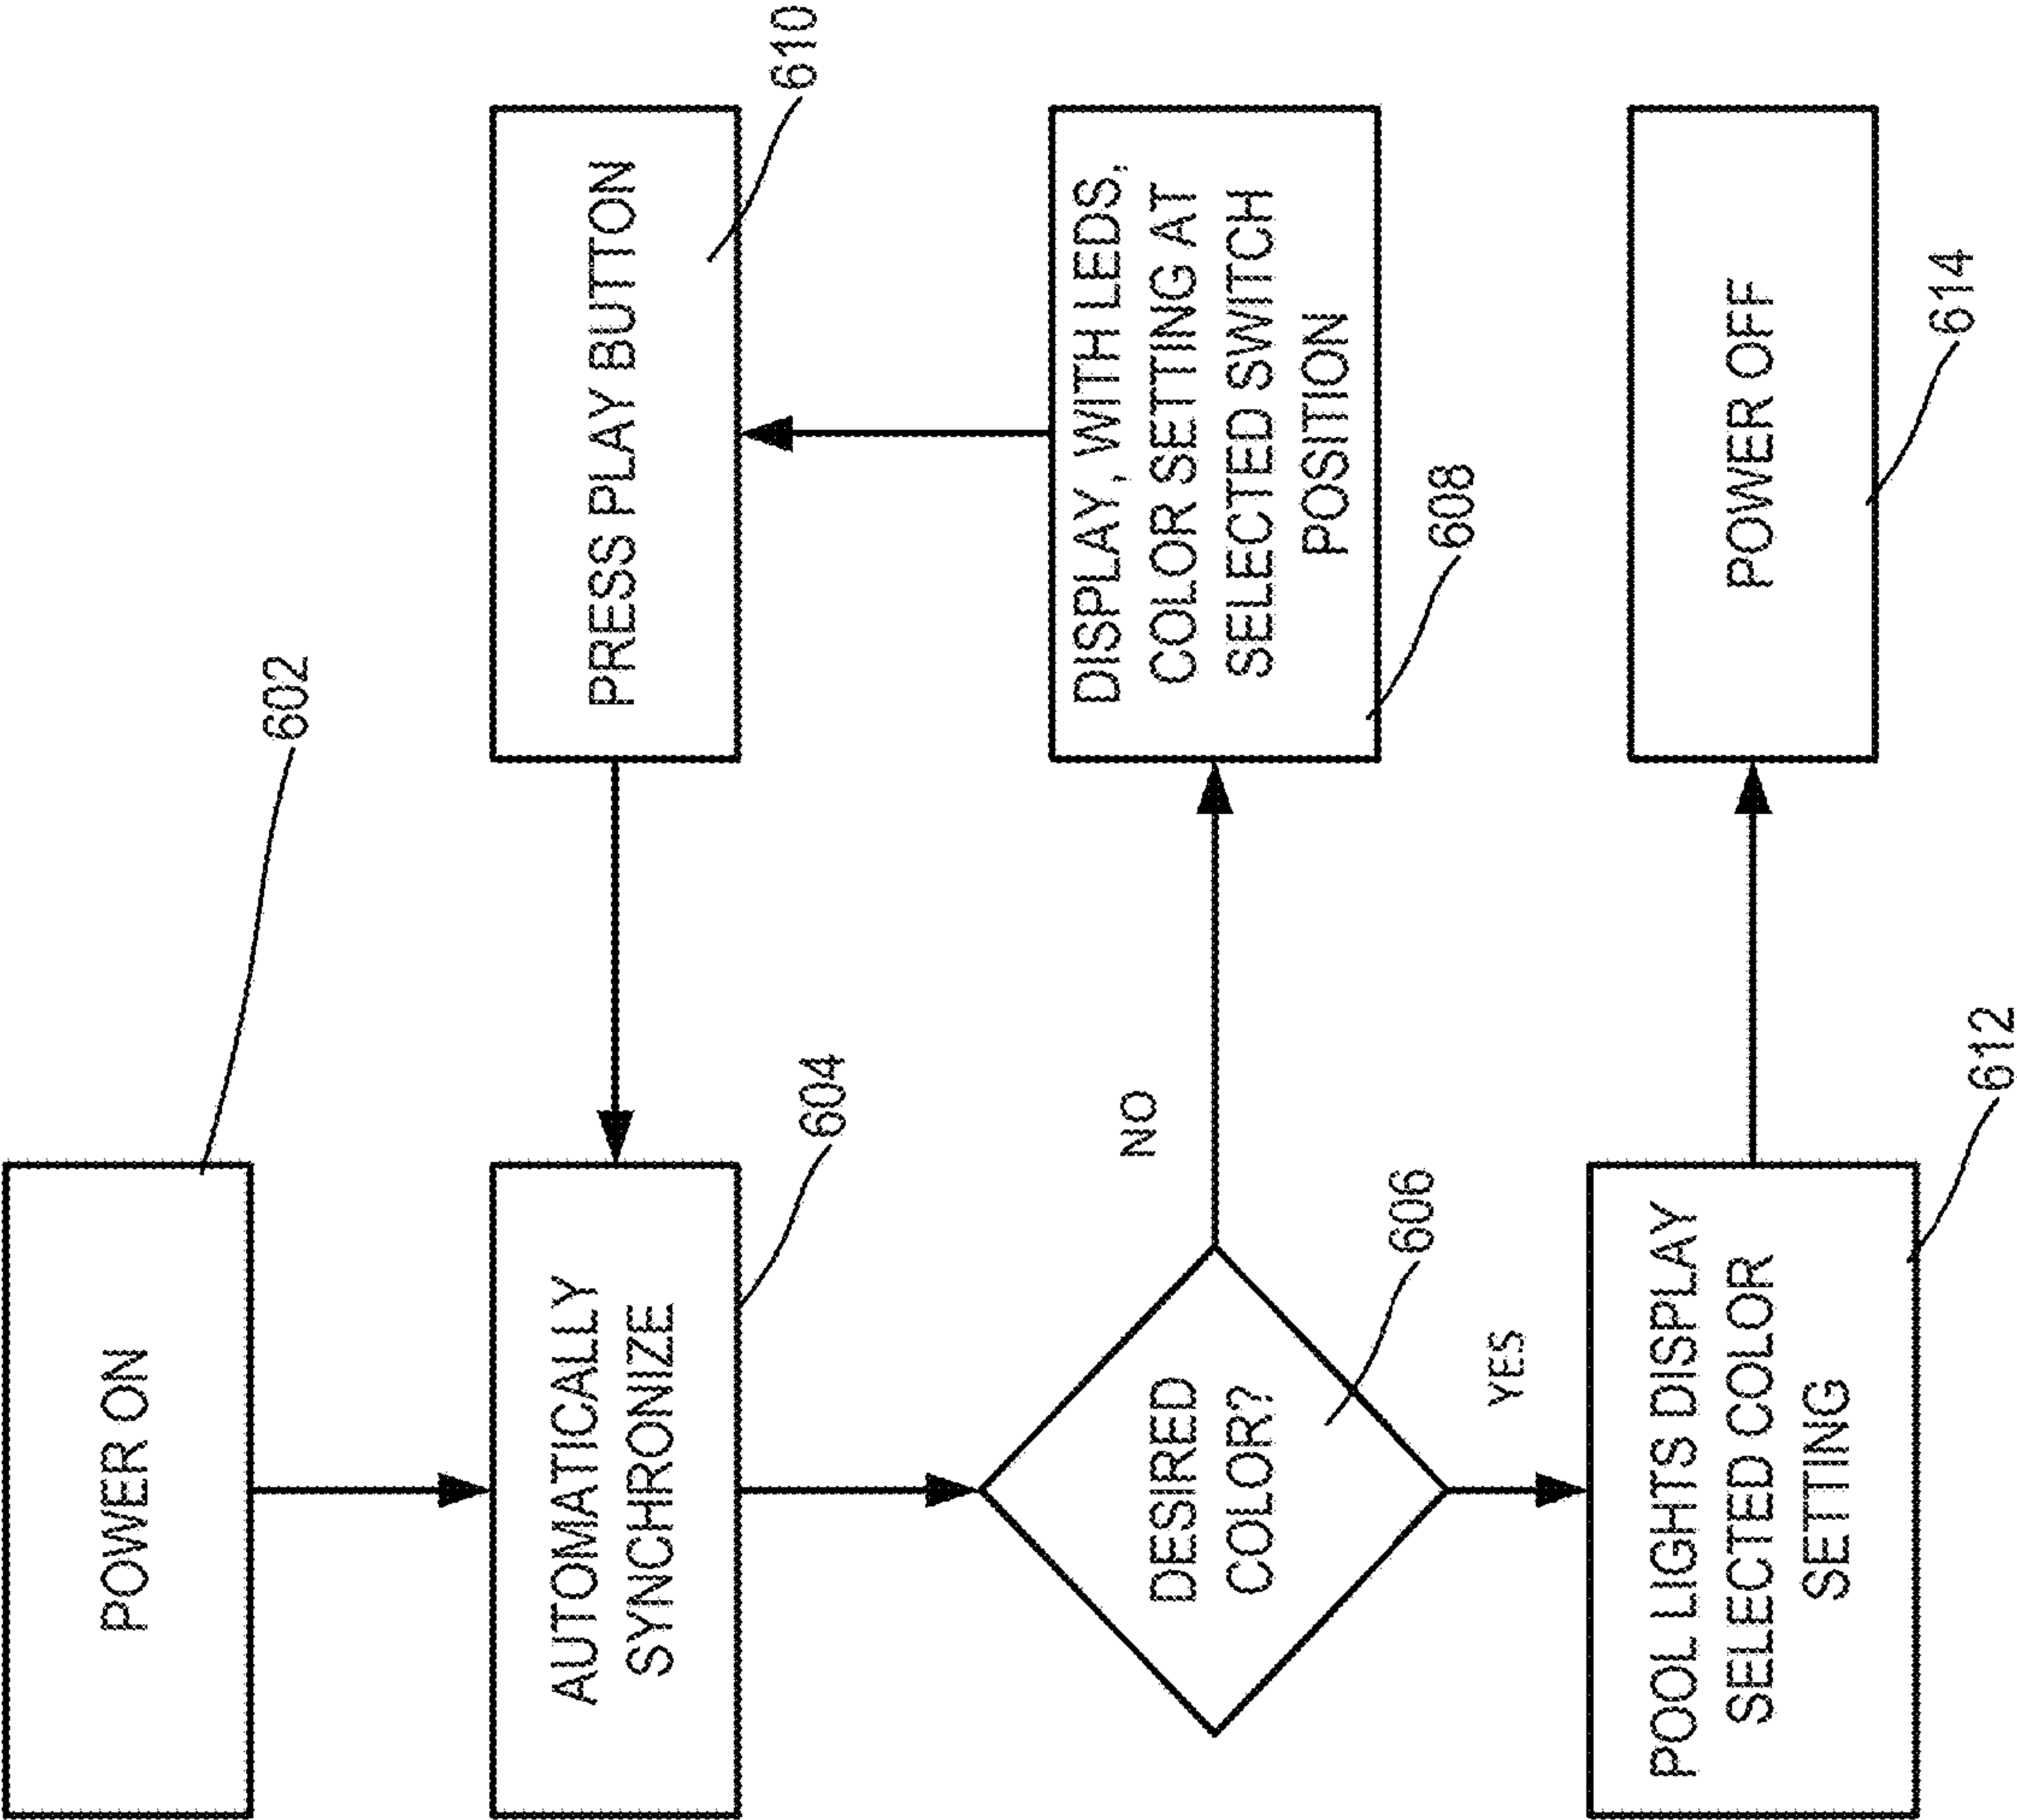 POWER ON
602
AUTOMATICALLY
SYNCHRONIZE
604
DESIRED
COLOR?
606
NO
DISPLAY, WITH LEDS,
COLOR SETTING AT
SELECTED SWITCH
POSITION
608
PRESS PLAY BUTTON
610
YES
POOL LIGHTS DISPLAY
SELECTED COLOR
SETTING
612
POWER OFF
614